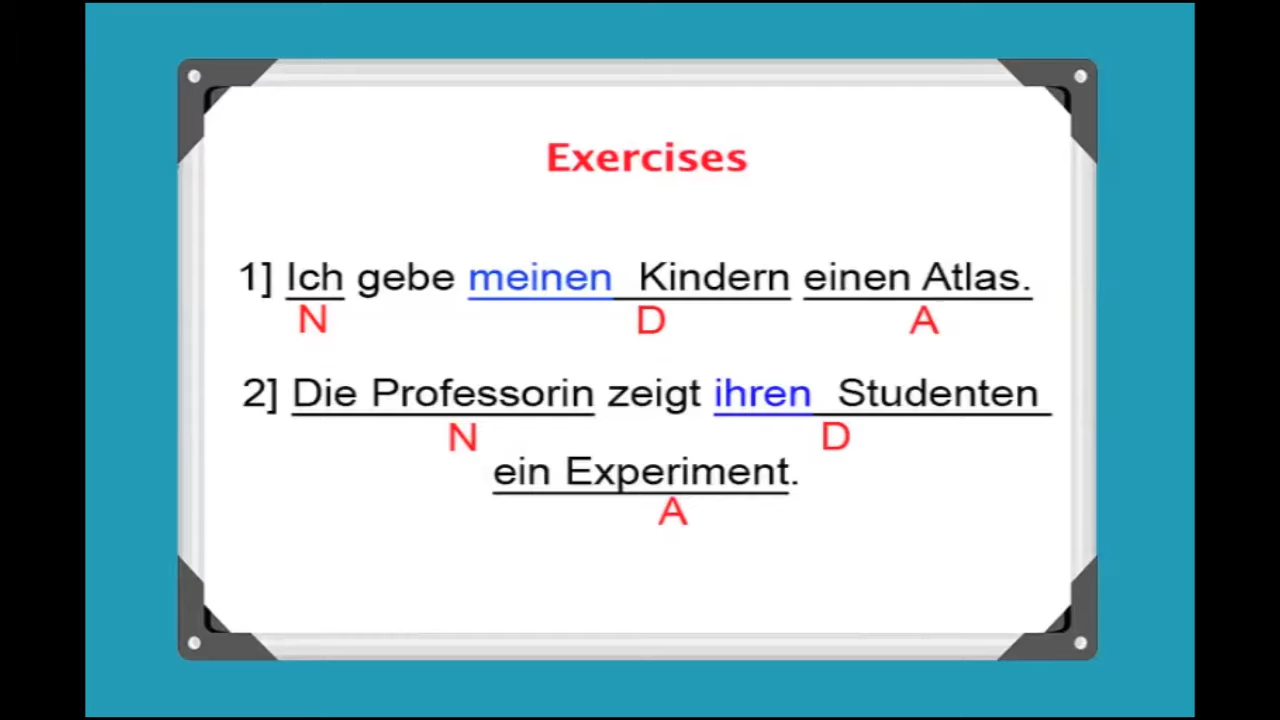 Exercises
1] Ich gebe meinen Kindern einen Atlas.
N D A
2] Die Professorin zeigt ihren Studenten
N D
ein Experiment.
A